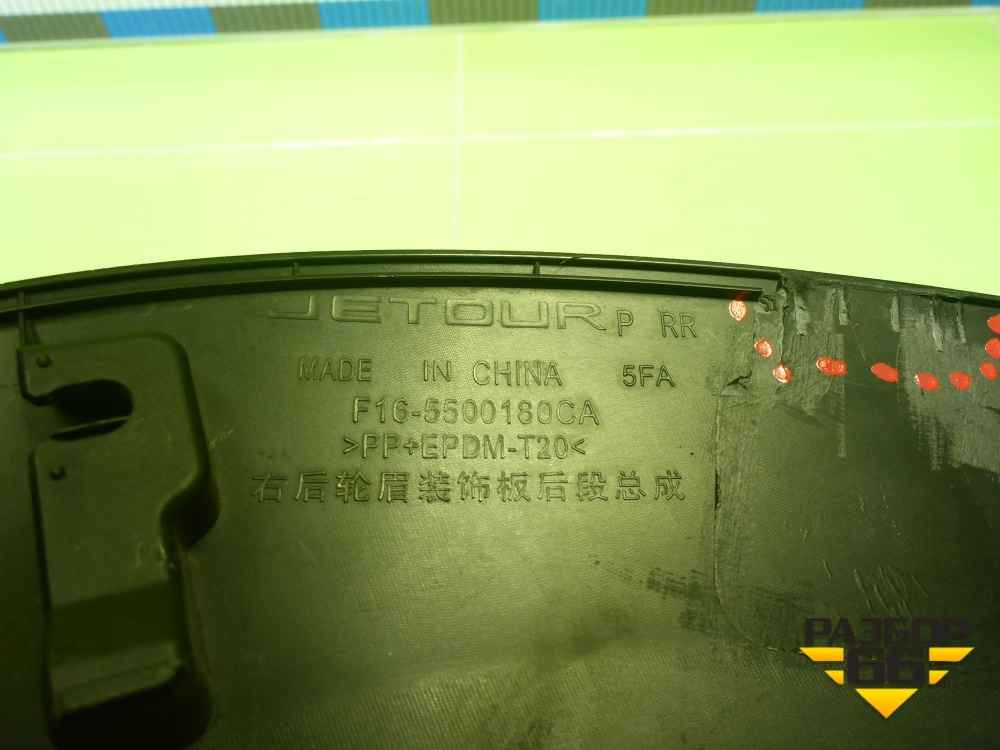 JETOUR P RR
MADE IN CHINA 5FA
F16-5500180CA
>PP+EPDM-T20<
右后轮眉装饰板后段总成
РАЗБОР
66